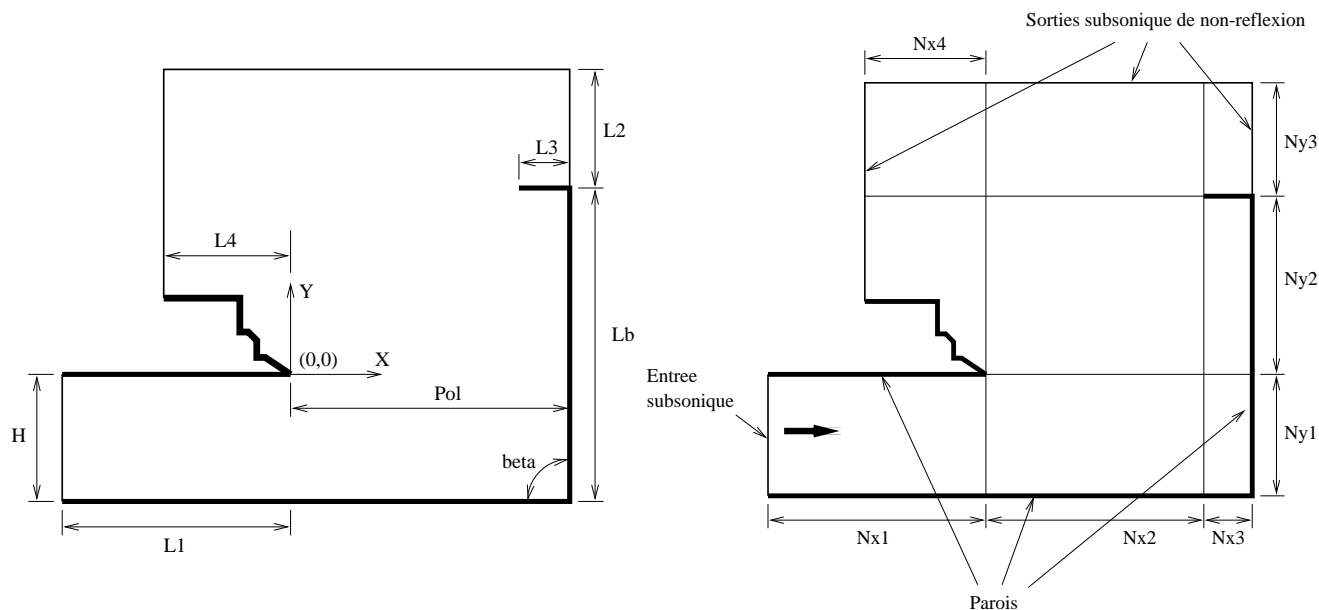 L2
L3
L4
Y
Lb
(0,0)
X
Pol
H
beta
L1
Sorties subsonique de non-reflexion
Nx4
Ny3
Ny2
Entree
subsonique
Ny1
Nx1
Nx2
Nx3
Parois